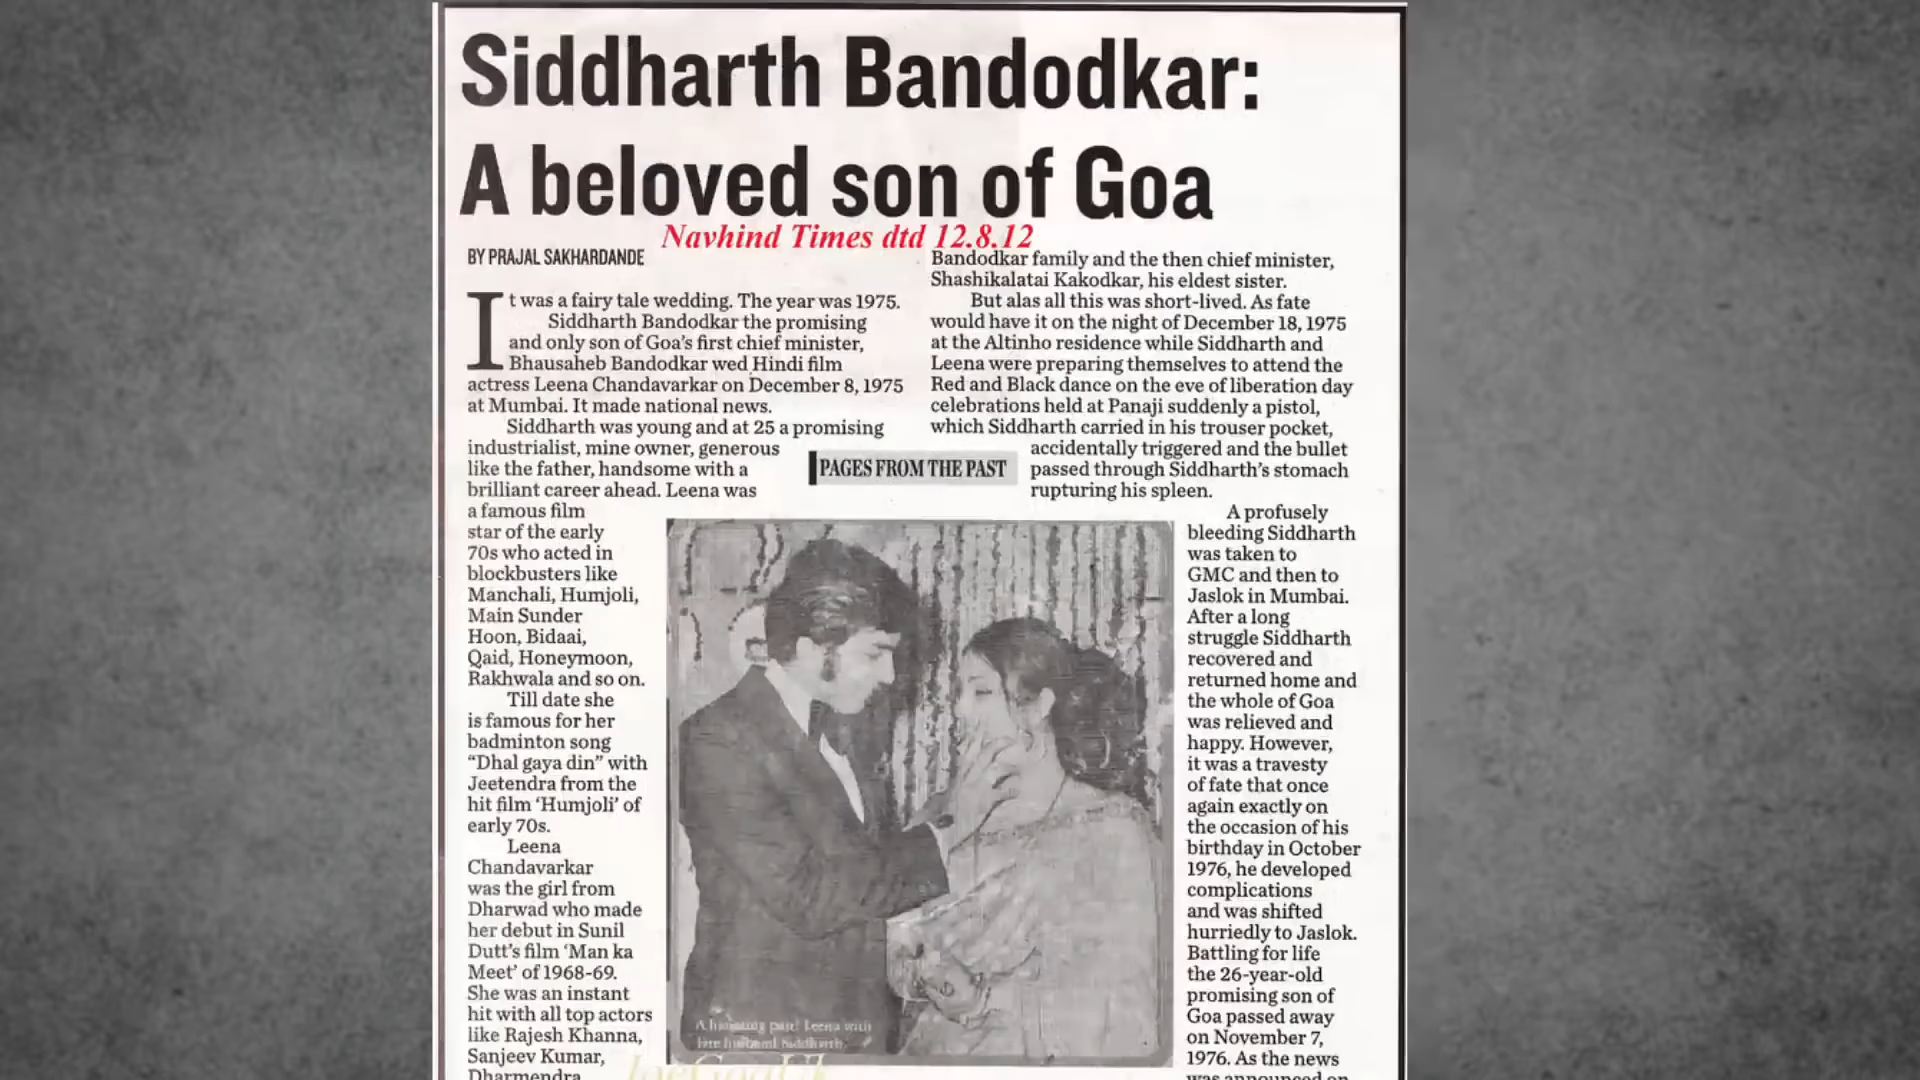 Siddharth Bandodkar:
A beloved son of Goa
Navhind Times dtd 12.8.12
BY PRAJAL SAKHARDANDE
It was a fairy tale wedding. The year was 1975.
Siddharth Bandodkar the promising
and only son of Goa's first chief minister,
Bhausaheb Bandodkar wed Hindi film
actress Leena Chandavarkar on December 8, 1975
at Mumbai. It made national news.
Siddharth was young and at 25 a promising
industrialist, mine owner, generous
like the father, handsome with a
brilliant career ahead. Leena was
a famous film
star of the early
70s who acted in
blockbusters like
Manchali, Humjoli,
Main Sunder
Hoon, Bidaai,
Qaid, Honeymoon,
Rakhwala and so on.
Till date she
is famous for her
badminton song
“Dhal gaya din” with
Jeetendra from the
hit film ‘Humjoli’ of
early 70s.
Leena
Chandavarkar
was the girl from
Dharwad who made
her debut in Sunil
Dutt's film ‘Man ka
Meet’ of 1968-69.
She was an instant
hit with all top actors
like Rajesh Khanna,
Sanjeev Kumar,
Dharmendra
PAGES FROM THE PAST
Leena with
her husband Siddharth
Bandodkar family and the then chief minister,
Shashikalatai Kakodkar, his eldest sister.
But alas all this was short-lived. As fate
would have it on the night of December 18, 1975
at the Altinho residence while Siddharth and
Leena were preparing themselves to attend the
Red and Black dance on the eve of liberation day
celebrations held at Panaji suddenly a pistol,
which Siddharth carried in his trouser pocket,
accidentally triggered and the bullet
passed through Siddharth's stomach
rupturing his spleen.
A profusely
bleeding Siddharth
was taken to
GMC and then to
Jaslok in Mumbai.
After a long
struggle Siddharth
recovered and
returned home and
the whole of Goa
was relieved and
happy. However,
it was a travesty
of fate that once
again exactly on
the occasion of his
birthday in October
1976, he developed
complications
and was shifted
hurriedly to Jaslok.
Battling for life
the 26-year-old
promising son of
Goa passed away
on November 7,
1976. As the news
was announced on